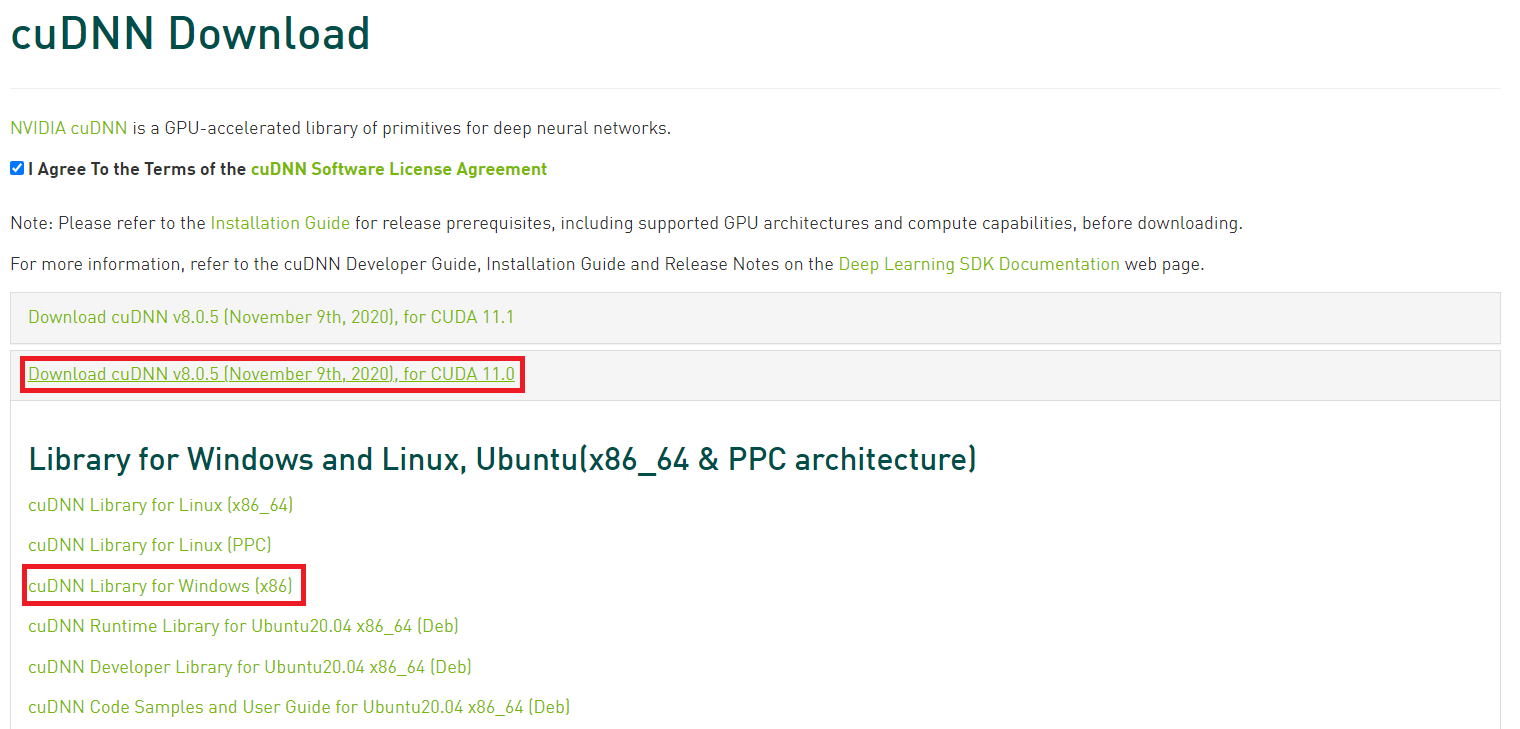 cuDNN Download
NVIDIA cuDNN is a GPU-accelerated library of primitives for deep neural networks.
I Agree To the Terms of the cuDNN Software License Agreement
Note: Please refer to the Installation Guide for release prerequisites, including supported GPU architectures and compute capabilities, before downloading.
For more information, refer to the cuDNN Developer Guide, Installation Guide and Release Notes on the Deep Learning SDK Documentation web page.
Download cuDNN v8.0.5 (November 9th, 2020), for CUDA 11.1
Download cuDNN v8.0.5 (November 9th, 2020), for CUDA 11.0
Library for Windows and Linux, Ubuntu(x86_64 & PPC architecture)
cuDNN Library for Linux (x86_64)
cuDNN Library for Linux (PPC)
cuDNN Library for Windows (x86)
cuDNN Runtime Library for Ubuntu20.04 x86_64 (Deb)
cuDNN Developer Library for Ubuntu20.04 x86_64 (Deb)
cuDNN Code Samples and User Guide for Ubuntu20.04 x86_64 (Deb)